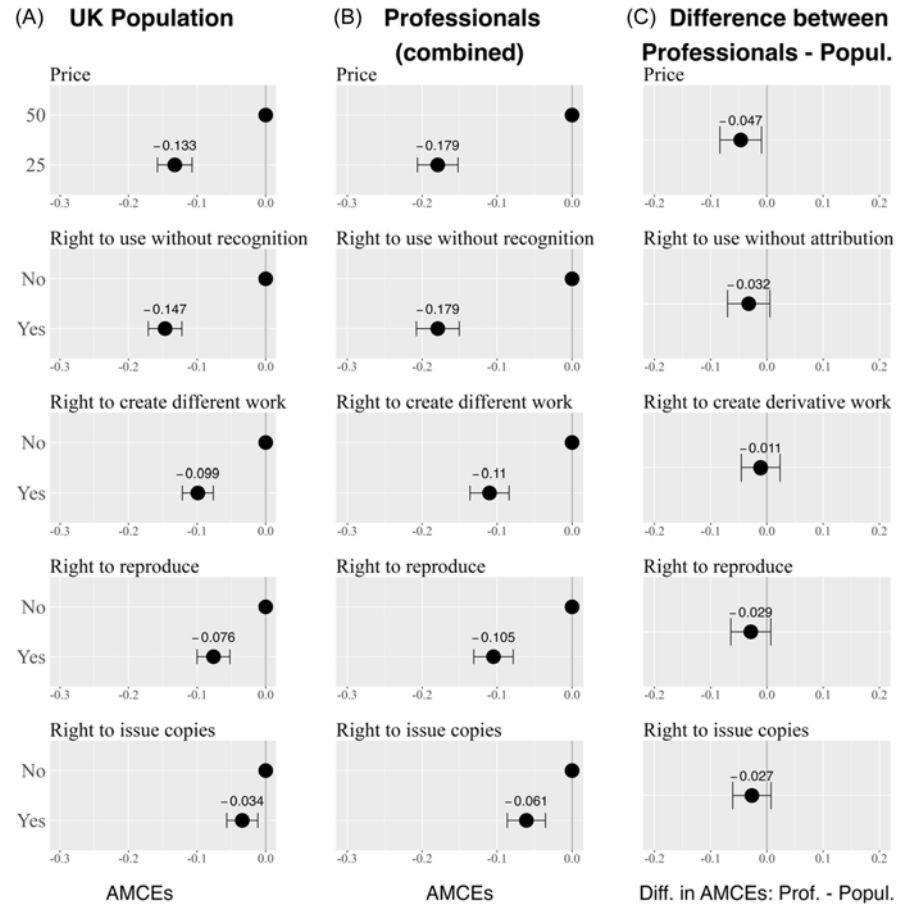 (A) UK Population
Price
50
25
−0.133
-0.3 -0.2 -0.1 0.0
Right to use without recognition
No
Yes
−0.147
-0.3 -0.2 -0.1 0.0
Right to create different work
No
Yes
−0.099
-0.3 -0.2 -0.1 0.0
Right to reproduce
No
Yes
−0.076
-0.3 -0.2 -0.1 0.0
Right to issue copies
No
Yes
−0.034
-0.3 -0.2 -0.1 0.0
AMCEs
(B) Professionals
(combined)
Price
−0.179
-0.3 -0.2 -0.1 0.0
Right to use without recognition
−0.179
-0.3 -0.2 -0.1 0.0
Right to create different work
−0.11
-0.3 -0.2 -0.1 0.0
Right to reproduce
−0.105
-0.3 -0.2 -0.1 0.0
Right to issue copies
−0.061
-0.3 -0.2 -0.1 0.0
AMCEs
(C) Difference between
Professionals - Popul.
Price
−0.047
-0.2 -0.1 0.0 0.1 0.2
Right to use without attribution
−0.032
-0.2 -0.1 0.0 0.1 0.2
Right to create derivative work
−0.011
-0.2 -0.1 0.0 0.1 0.2
Right to reproduce
−0.029
-0.2 -0.1 0.0 0.1 0.2
Right to issue copies
−0.027
-0.2 -0.1 0.0 0.1 0.2
Diff. in AMCEs: Prof. - Popul.